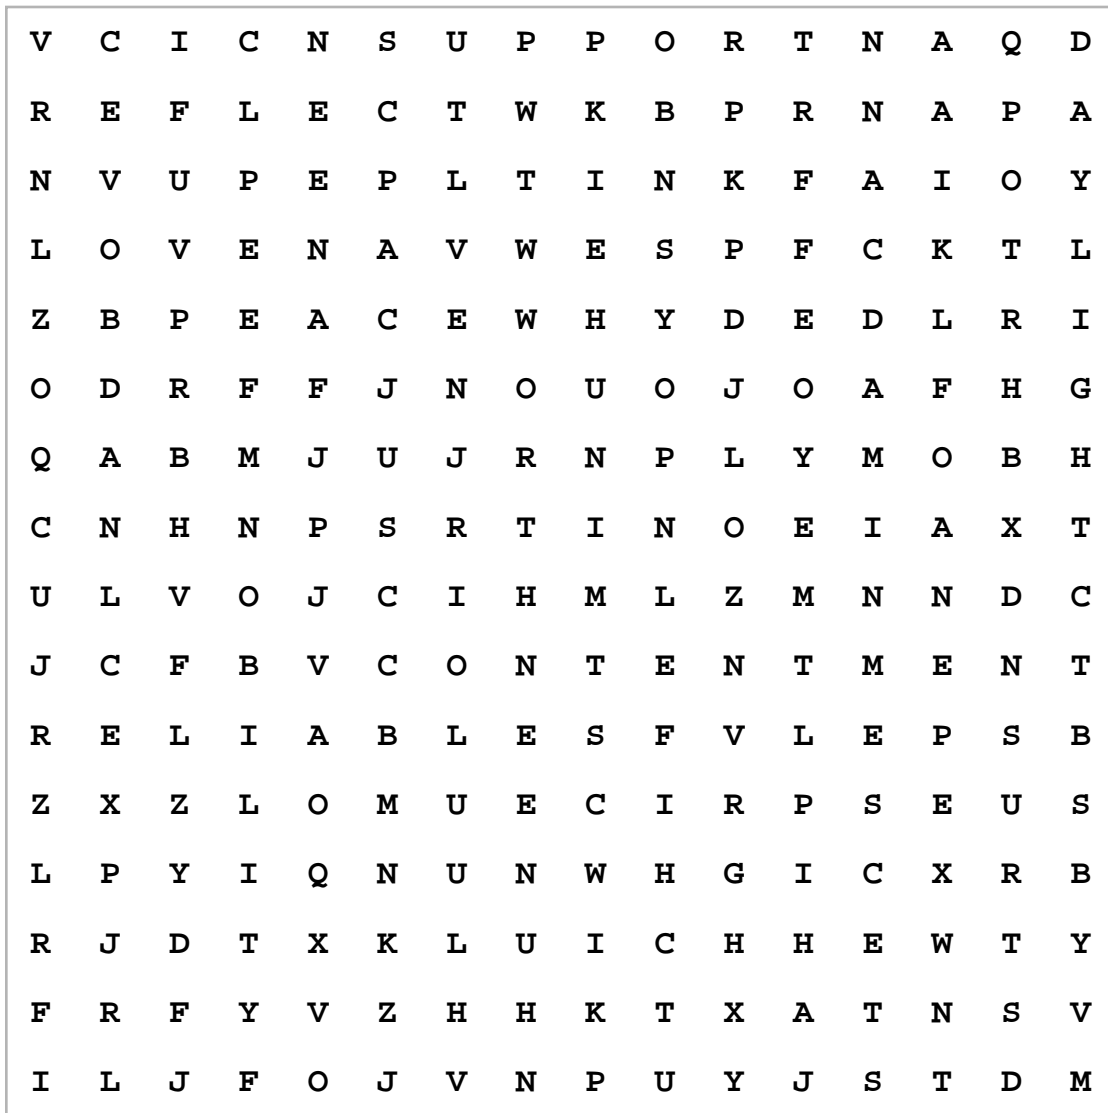 V C I C N S U P P O R T N A Q D
R E F L E C T W K B P R N A P A
N V U P E P L T I N K F A I O Y
L O V E N A V W E S P F C K T L
Z B P E A C E W H Y D E D L R I
O D R F F J N O U O J O A F H G
Q A B M J U J R N P L Y M O B H
C N H N P S R T I N O E I A X T
U L V O J C I H M L Z M N N D C
J C F B V C O N T E N T M E N T
R E L I A B L E S F V L E P S B
Z X Z L O M U E C I R P S E U S
L P Y I Q N U N W H G I C X R B
R J D T X K L U I C H H E W T Y
F R F Y V Z H H K T X A T N S V
I L J F O J V N P U Y J S T D M